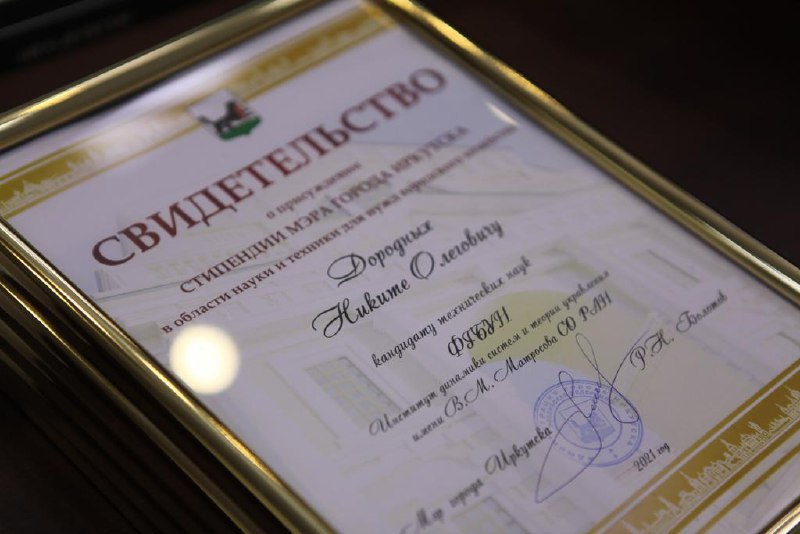 СВИДЕТЕЛЬСТВО
о присуждении
СТИПЕНДИИ МЭРА ГОРОДА ИРКУТСКА
в области науки и техники для нужд городского хозяйства
Дородных
Никите Олеговичу
кандидату технических наук
ФГБУН
Институт динамики систем и теории управления
имени В.М. Матросова СО РАН
Мэр города Иркутска
Р.Н. Болотов
2021 год